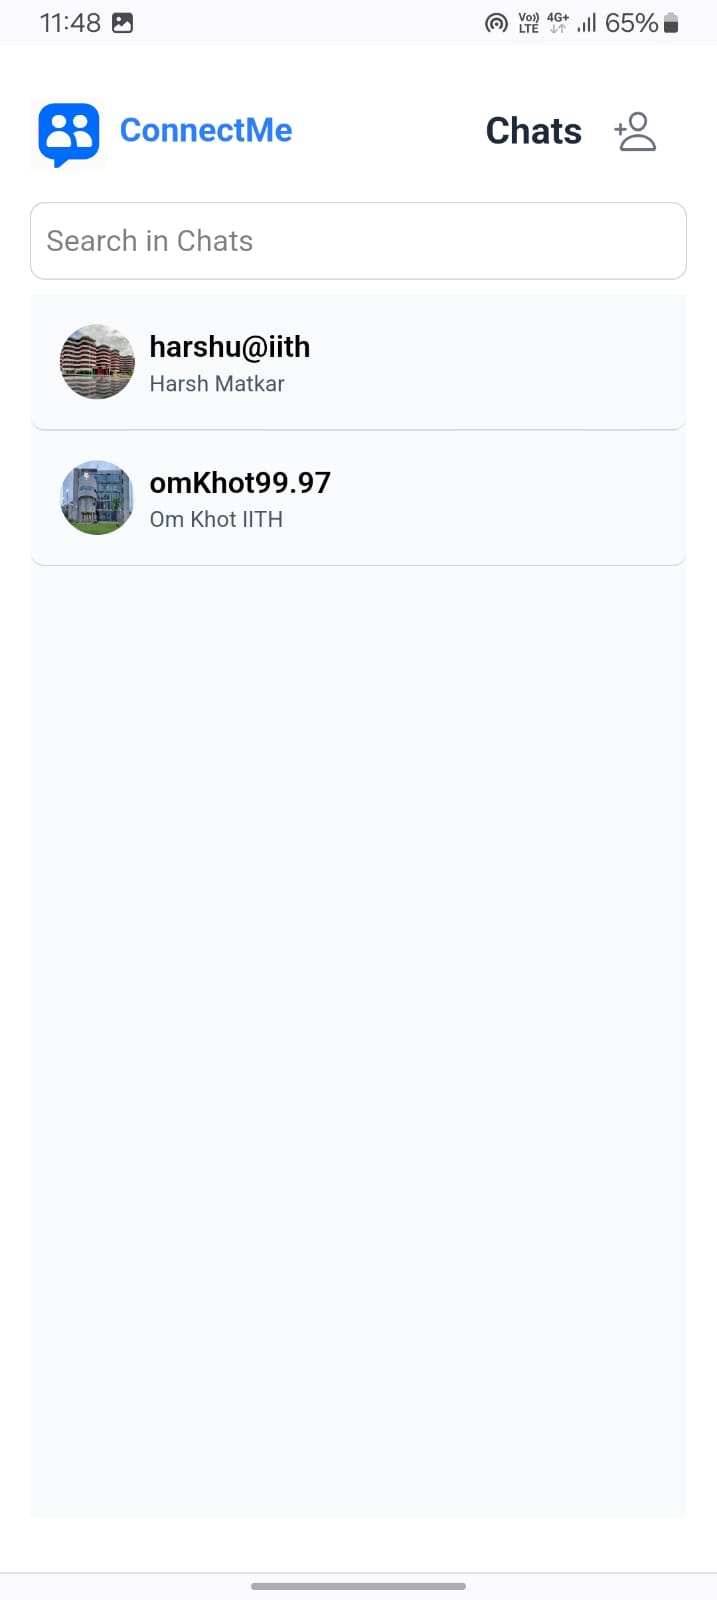 11:48 Vo)) LTE 4G+ 65%
ConnectMe Chats
Search in Chats
harshu@iith
Harsh Matkar
omKhot99.97
Om Khot IITH